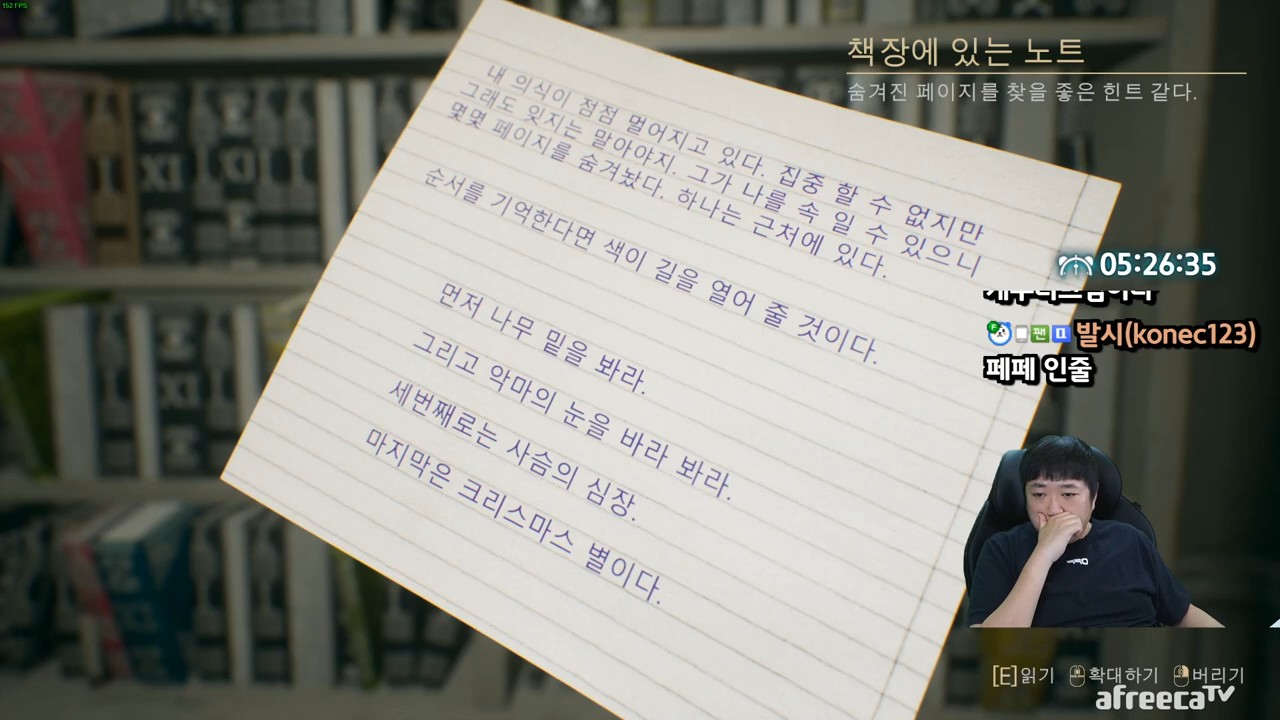 152 FPS
책장에 있는 노트
숨겨진 페이지를 찾을 좋은 힌트 같다.
내 의식이 점점 멀어지고 있다. 집중 할 수 없지만
그래도 잊지는 말아야지. 그가 나를 속 일 수 있으니
몇몇 페이지를 숨겨놨다. 하나는 근처에 있다.
순서를 기억한다면 색이 길을 열어 줄 것이다.
먼저 나무 밑을 봐라.
그리고 악마의 눈을 바라 봐라.
세번째로는 사슴의 심장.
마지막은 크리스마스 별이다.
05:26:35
팬 발시(konec123)
폐폐 인줄
[E]읽기 확대하기 버리기
afreecaTV